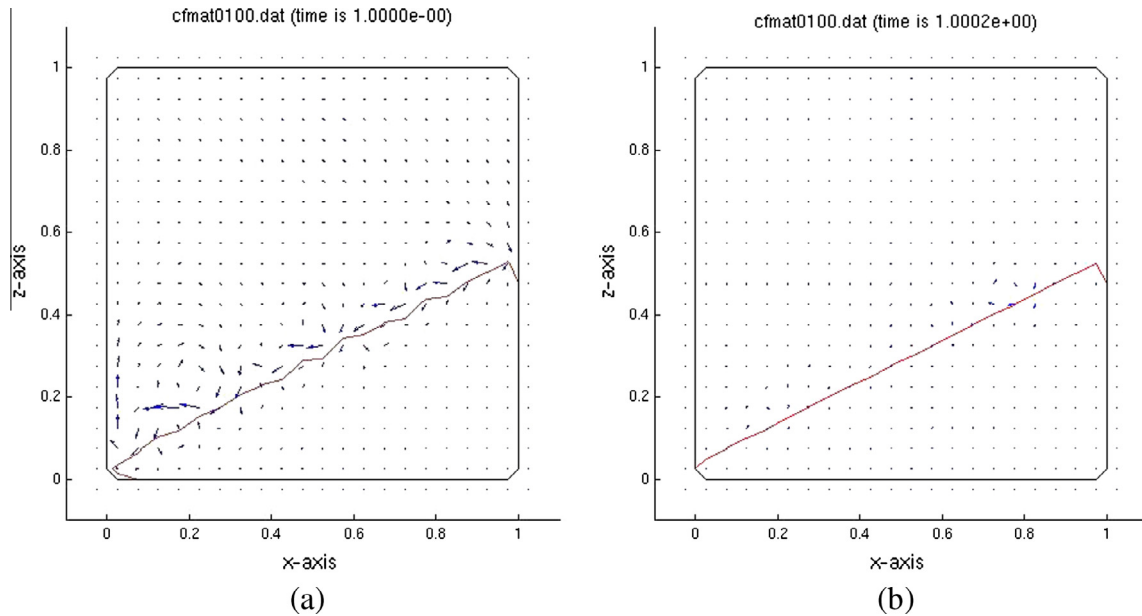 cfmat0100.dat (time is 1.0000e-00)
1
0.8
0.6
0.4
0.2
0
z-axis
0 0.2 0.4 0.6 0.8 1
x-axis
(a)
cfmat0100.dat (time is 1.0002e+00)
1
0.8
0.6
0.4
0.2
0
z-axis
0 0.2 0.4 0.6 0.8 1
x-axis
(b)